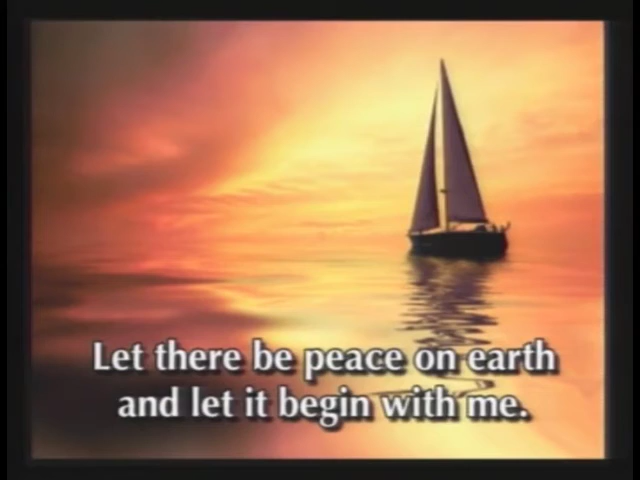 Let there be peace on earth
and let it begin with me.